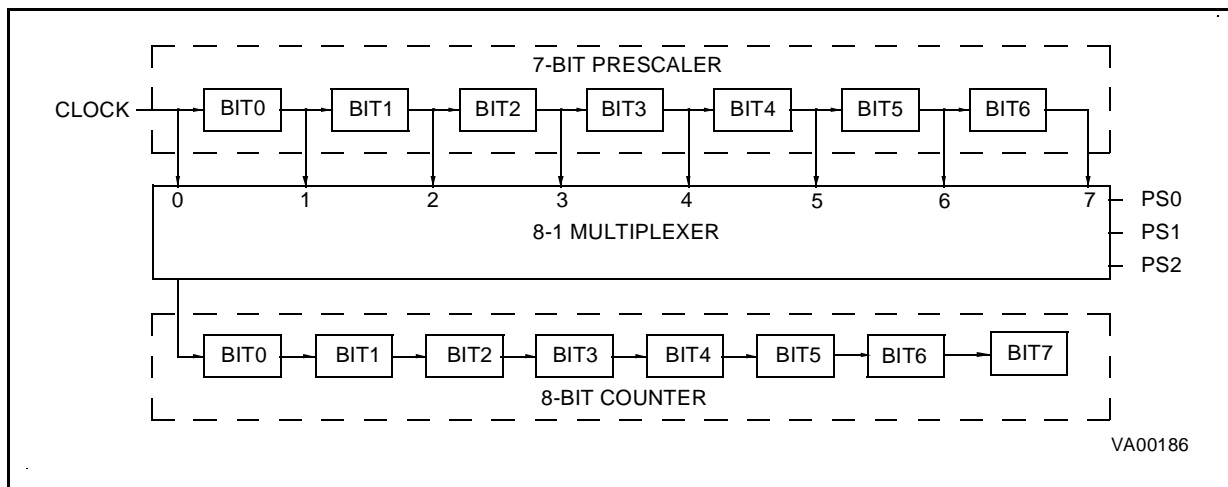 7-BIT PRESCALER
CLOCK BIT0 BIT1 BIT2 BIT3 BIT4 BIT5 BIT6
0 1 2 3 4 5 6 7
PS0
8-1 MULTIPLEXER
PS1
PS2
BIT0 BIT1 BIT2 BIT3 BIT4 BIT5 BIT6 BIT7
8-BIT COUNTER
VA00186